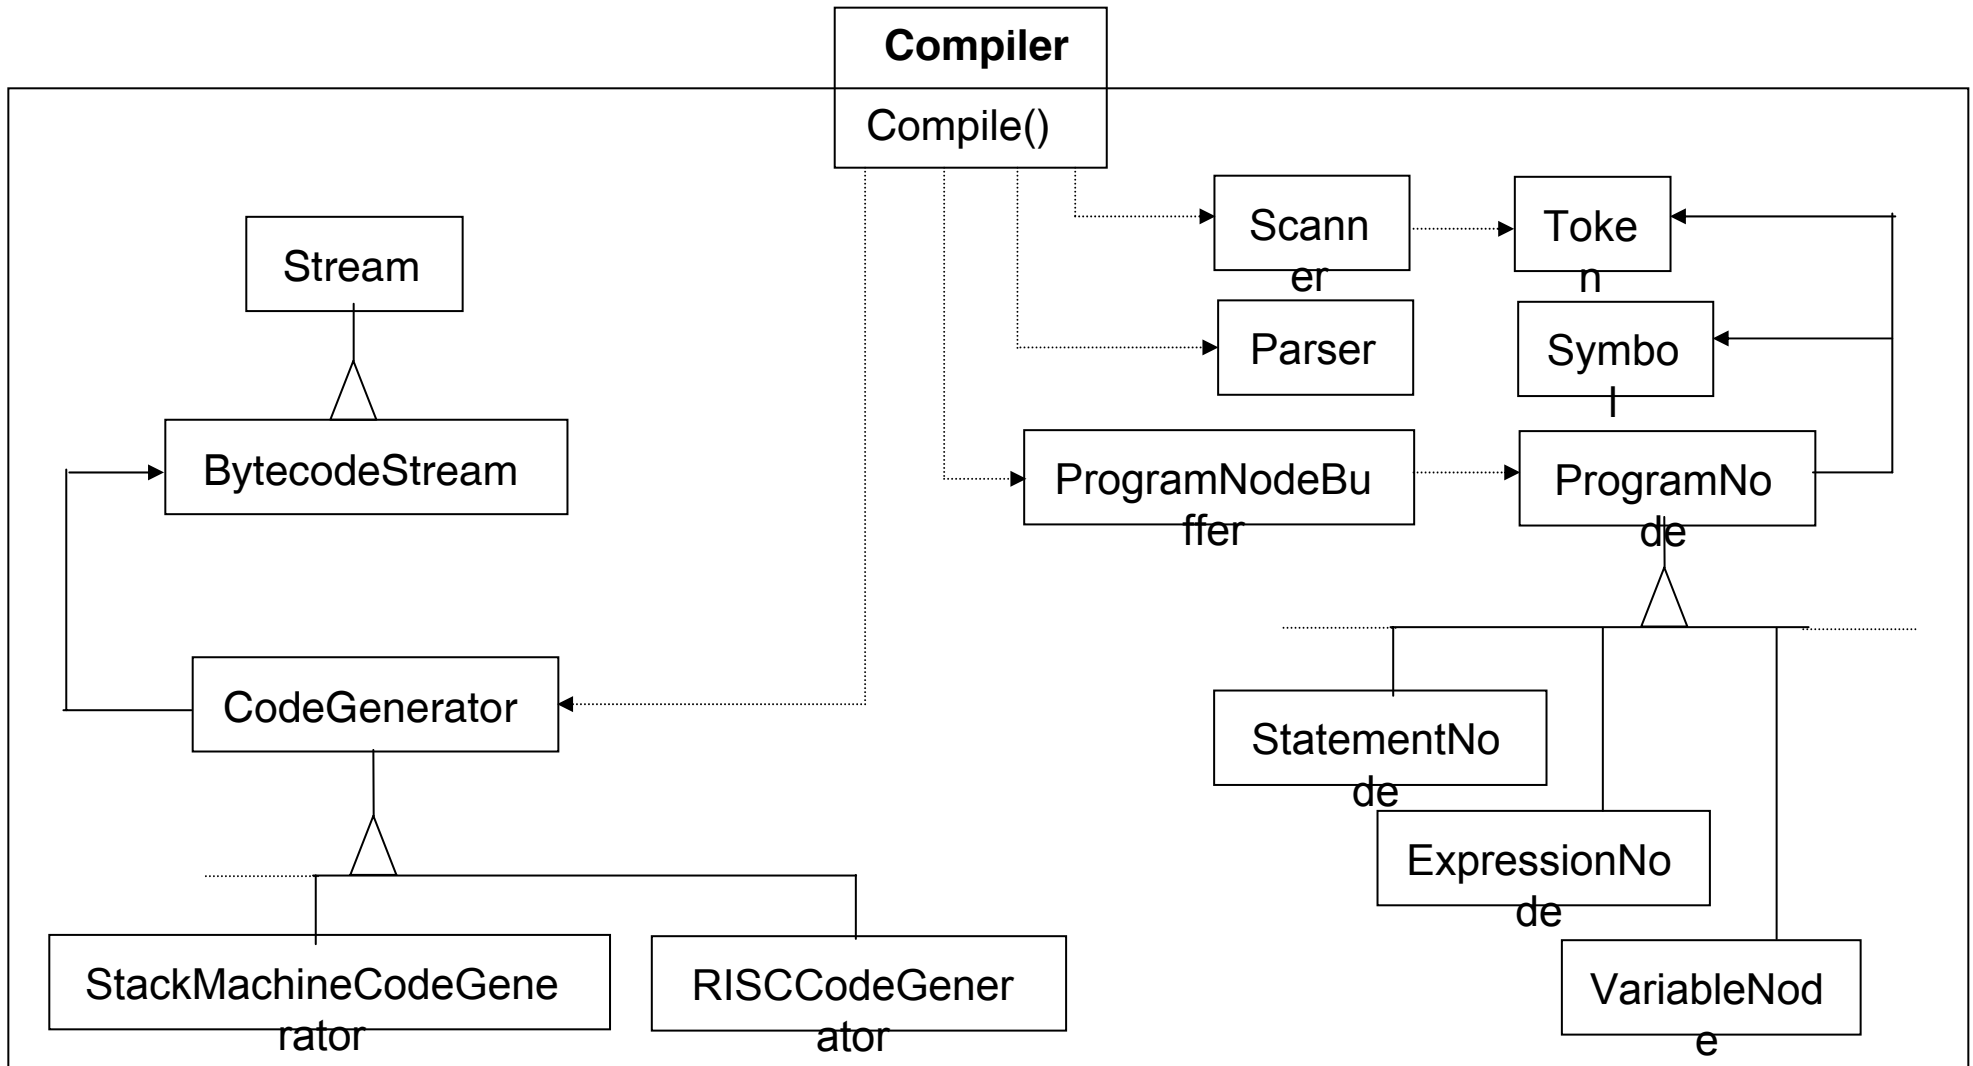 Compiler
Compile()
Scann
er
Toke
n
Stream
Parser
Symbo
l
BytecodeStream
ProgramNodeBu
ffer
ProgramNo
de
CodeGenerator
StatementNo
de
ExpressionNo
de
StackMachineCodeGene
rator
RISCCodeGener
ator
VariableNod
e